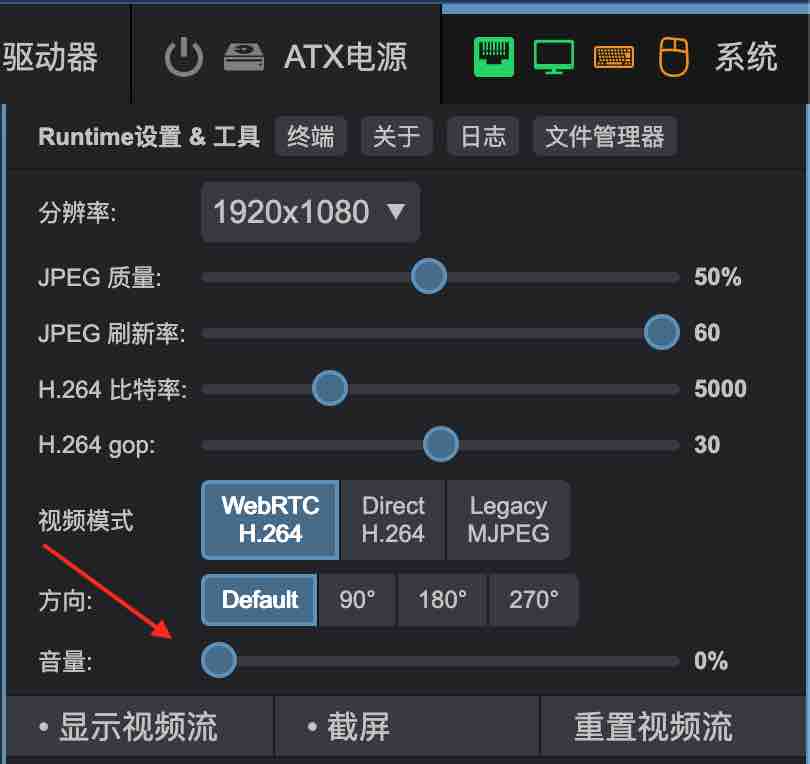 驱动器 ATX电源 系统
Runtime设置 & 工具 终端 关于 日志 文件管理器
分辨率: 1920x1080 ▼
JPEG 质量: 50%
JPEG 刷新率: 60
H.264 比特率: 5000
H.264 gop: 30
视频模式 WebRTC H.264 Direct H.264 Legacy MJPEG
方向: Default 90° 180° 270°
音量: 0%
• 显示视频流 • 截屏 重置视频流